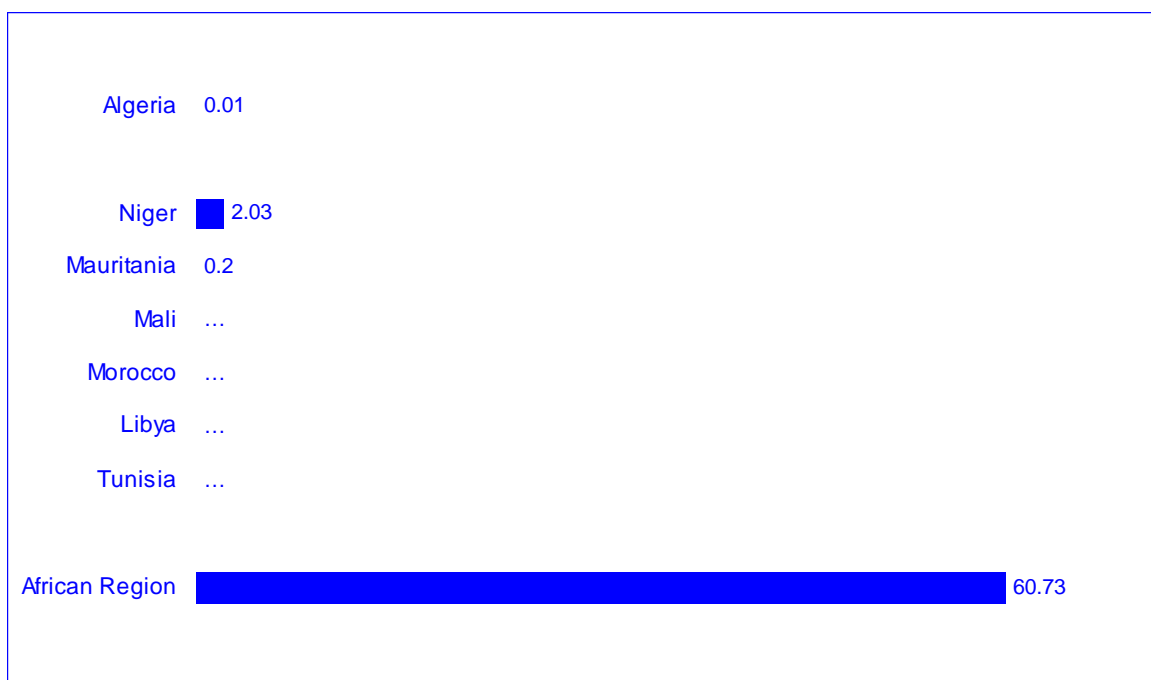 Algeria 0.01
Niger 2.03
Mauritania 0.2
Mali …
Morocco …
Libya …
Tunisia …
African Region 60.73